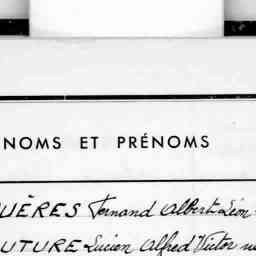 NOMS ET PRÉNOMS
UÈRES Fernand Albert Léon
UTURE Lucien Alfred Victor